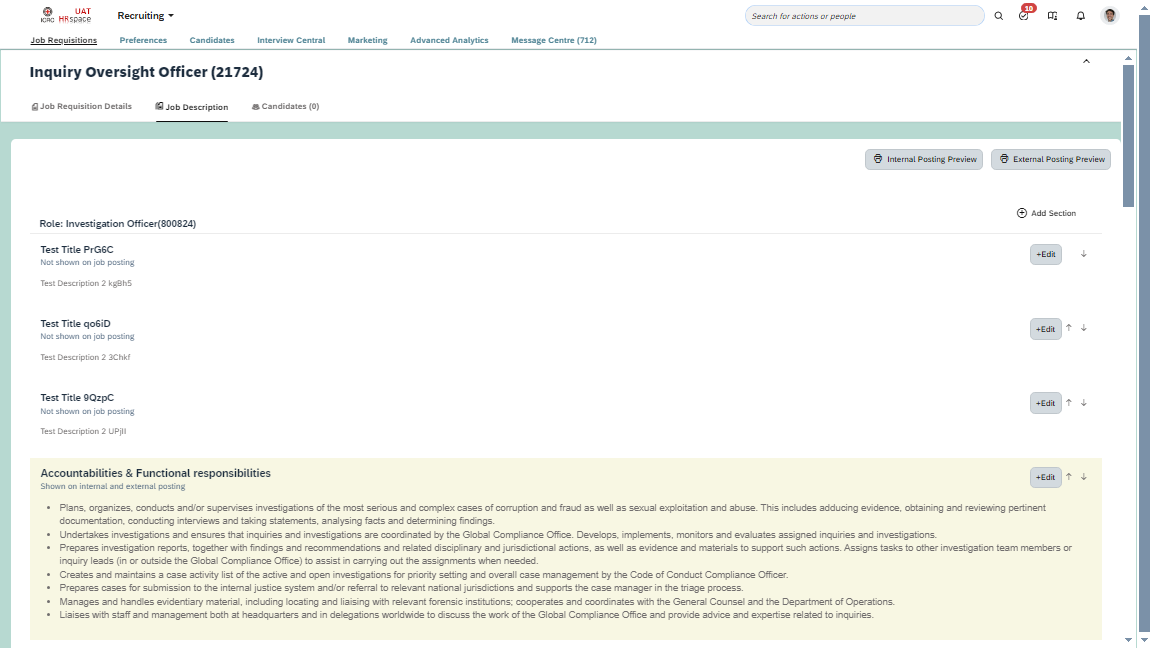 ICRC
UAT
HRspace
Recruiting
Search for actions or people
10
Job Requisitions
Preferences
Candidates
Interview Central
Marketing
Advanced Analytics
Message Centre (712)
Inquiry Oversight Officer (21724)
Job Requisition Details
Job Description
Candidates (0)
Internal Posting Preview
External Posting Preview
Add Section
Role: Investigation Officer(800824)
Test Title PrG6C
Not shown on job posting
+Edit
Test Description 2 kgBh5
Test Title qo6iD
Not shown on job posting
+Edit
Test Description 2 3Chkf
Test Title 9QzpC
Not shown on job posting
+Edit
Test Description 2
Accountabilities & Functional responsibilities
Shown on internal and external posting
+Edit
• Plans, organizes, conducts and/or supervises investigations of the most serious and complex cases of corruption and fraud as well as sexual exploitation and abuse. This includes adducing evidence, obtaining and reviewing pertinent
documentation, conducting interviews and taking statements, analysing facts and determining findings.
• Undertakes investigations and ensures that inquiries and investigations are coordinated by the Global Compliance Office. Develops, implements, monitors and evaluates assigned inquiries and investigations.
• Prepares investigation reports, together with findings and recommendations and related disciplinary and jurisdictional actions, as well as evidence and materials to support such actions. Assigns tasks to other investigation team members or
inquiry leads (in or outside the Global Compliance Office) to assist in carrying out the assignments when needed.
• Creates and maintains a case activity list of the active and open investigations for priority setting and overall case management by the Code of Conduct Compliance Officer.
• Prepares cases for submission to the internal justice system and/or referral to relevant national jurisdictions and supports the case manager in the triage process.
• Manages and handles evidentiary material, including locating and liaising with relevant forensic institutions; cooperates and coordinates with the General Counsel and the Department of Operations.
• Liaises with staff and management both at headquarters and in delegations worldwide to discuss the work of the Global Compliance Office and provide advice and expertise related to inquiries.